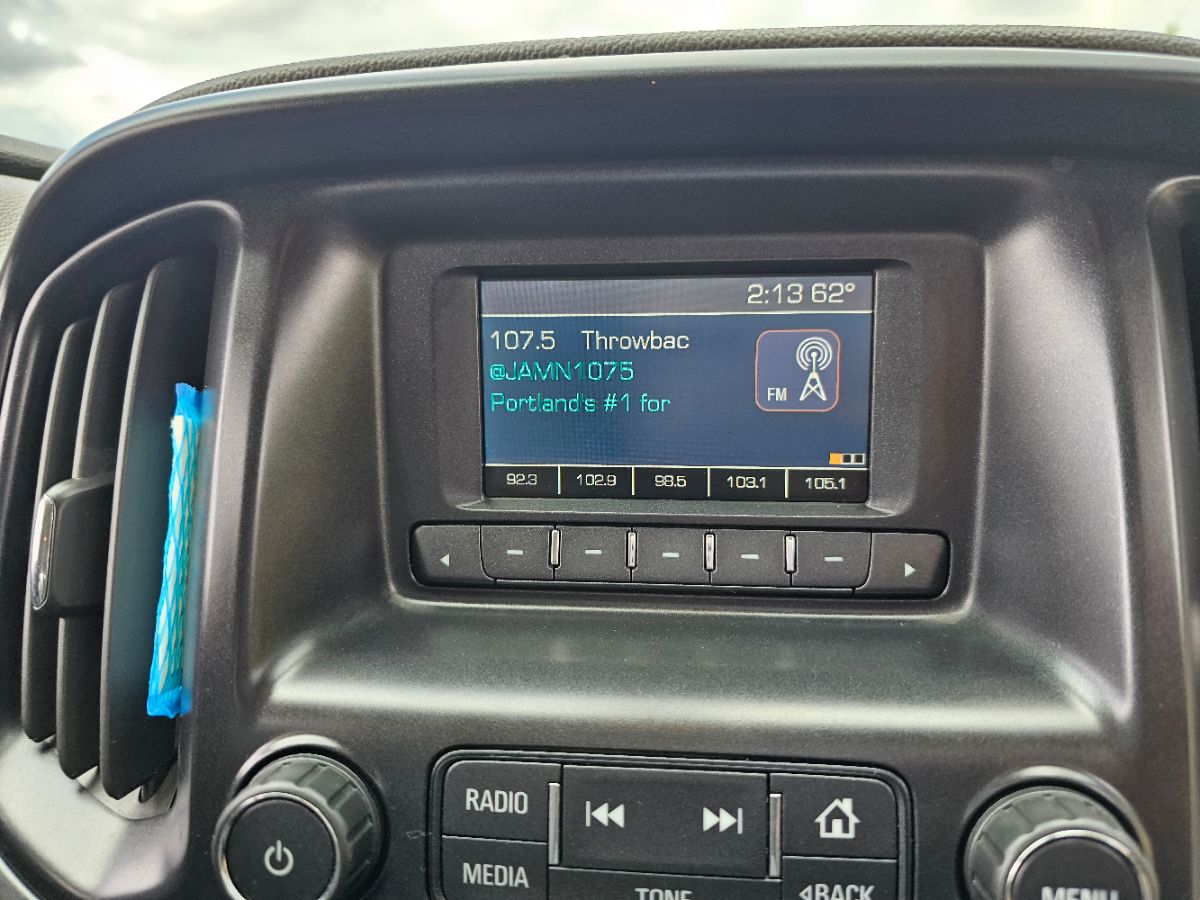 2:13 62°
107.5 Throwbac
@JAMN1075
Portland's #1 for
FM
92.3 102.9 98.5 103.1 105.1
RADIO
MEDIA
TONE
BACK
MENU